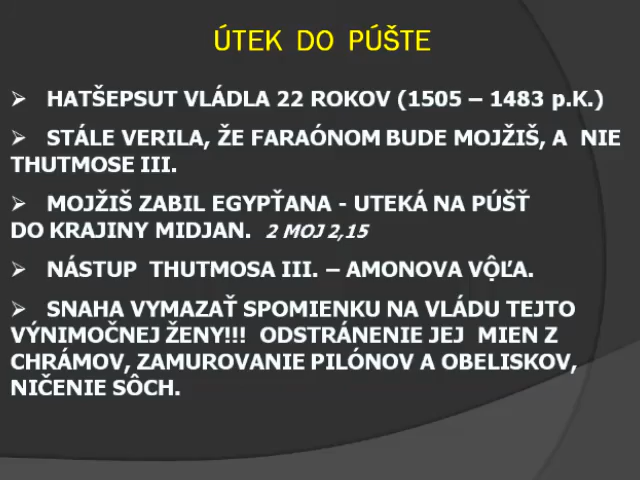 ÚTEK DO PÚŠTE
➢ HATŠEPSUT VLÁDLA 22 ROKOV (1505 – 1483 p.K.)
➢ STÁLE VERILA, ŽE FARAÓNOM BUDE MOJŽIŠ, A NIE
THUTMOSE III.
➢ MOJŽIŠ ZABIL EGYPŤANA - UTEKÁ NA PÚŠŤ
DO KRAJINY MIDJAN. 2 MOJ 2,15
➢ NÁSTUP THUTMOSA III. – AMONOVA VỘĽA.
➢ SNAHA VYMAZAŤ SPOMIENKU NA VLÁDU TEJTO
VÝNIMOČNEJ ŽENY!!! ODSTRÁNENIE JEJ MIEN Z
CHRÁMOV, ZAMUROVANIE PILÓNOV A OBELISKOV,
NIČENIE SÔCH.